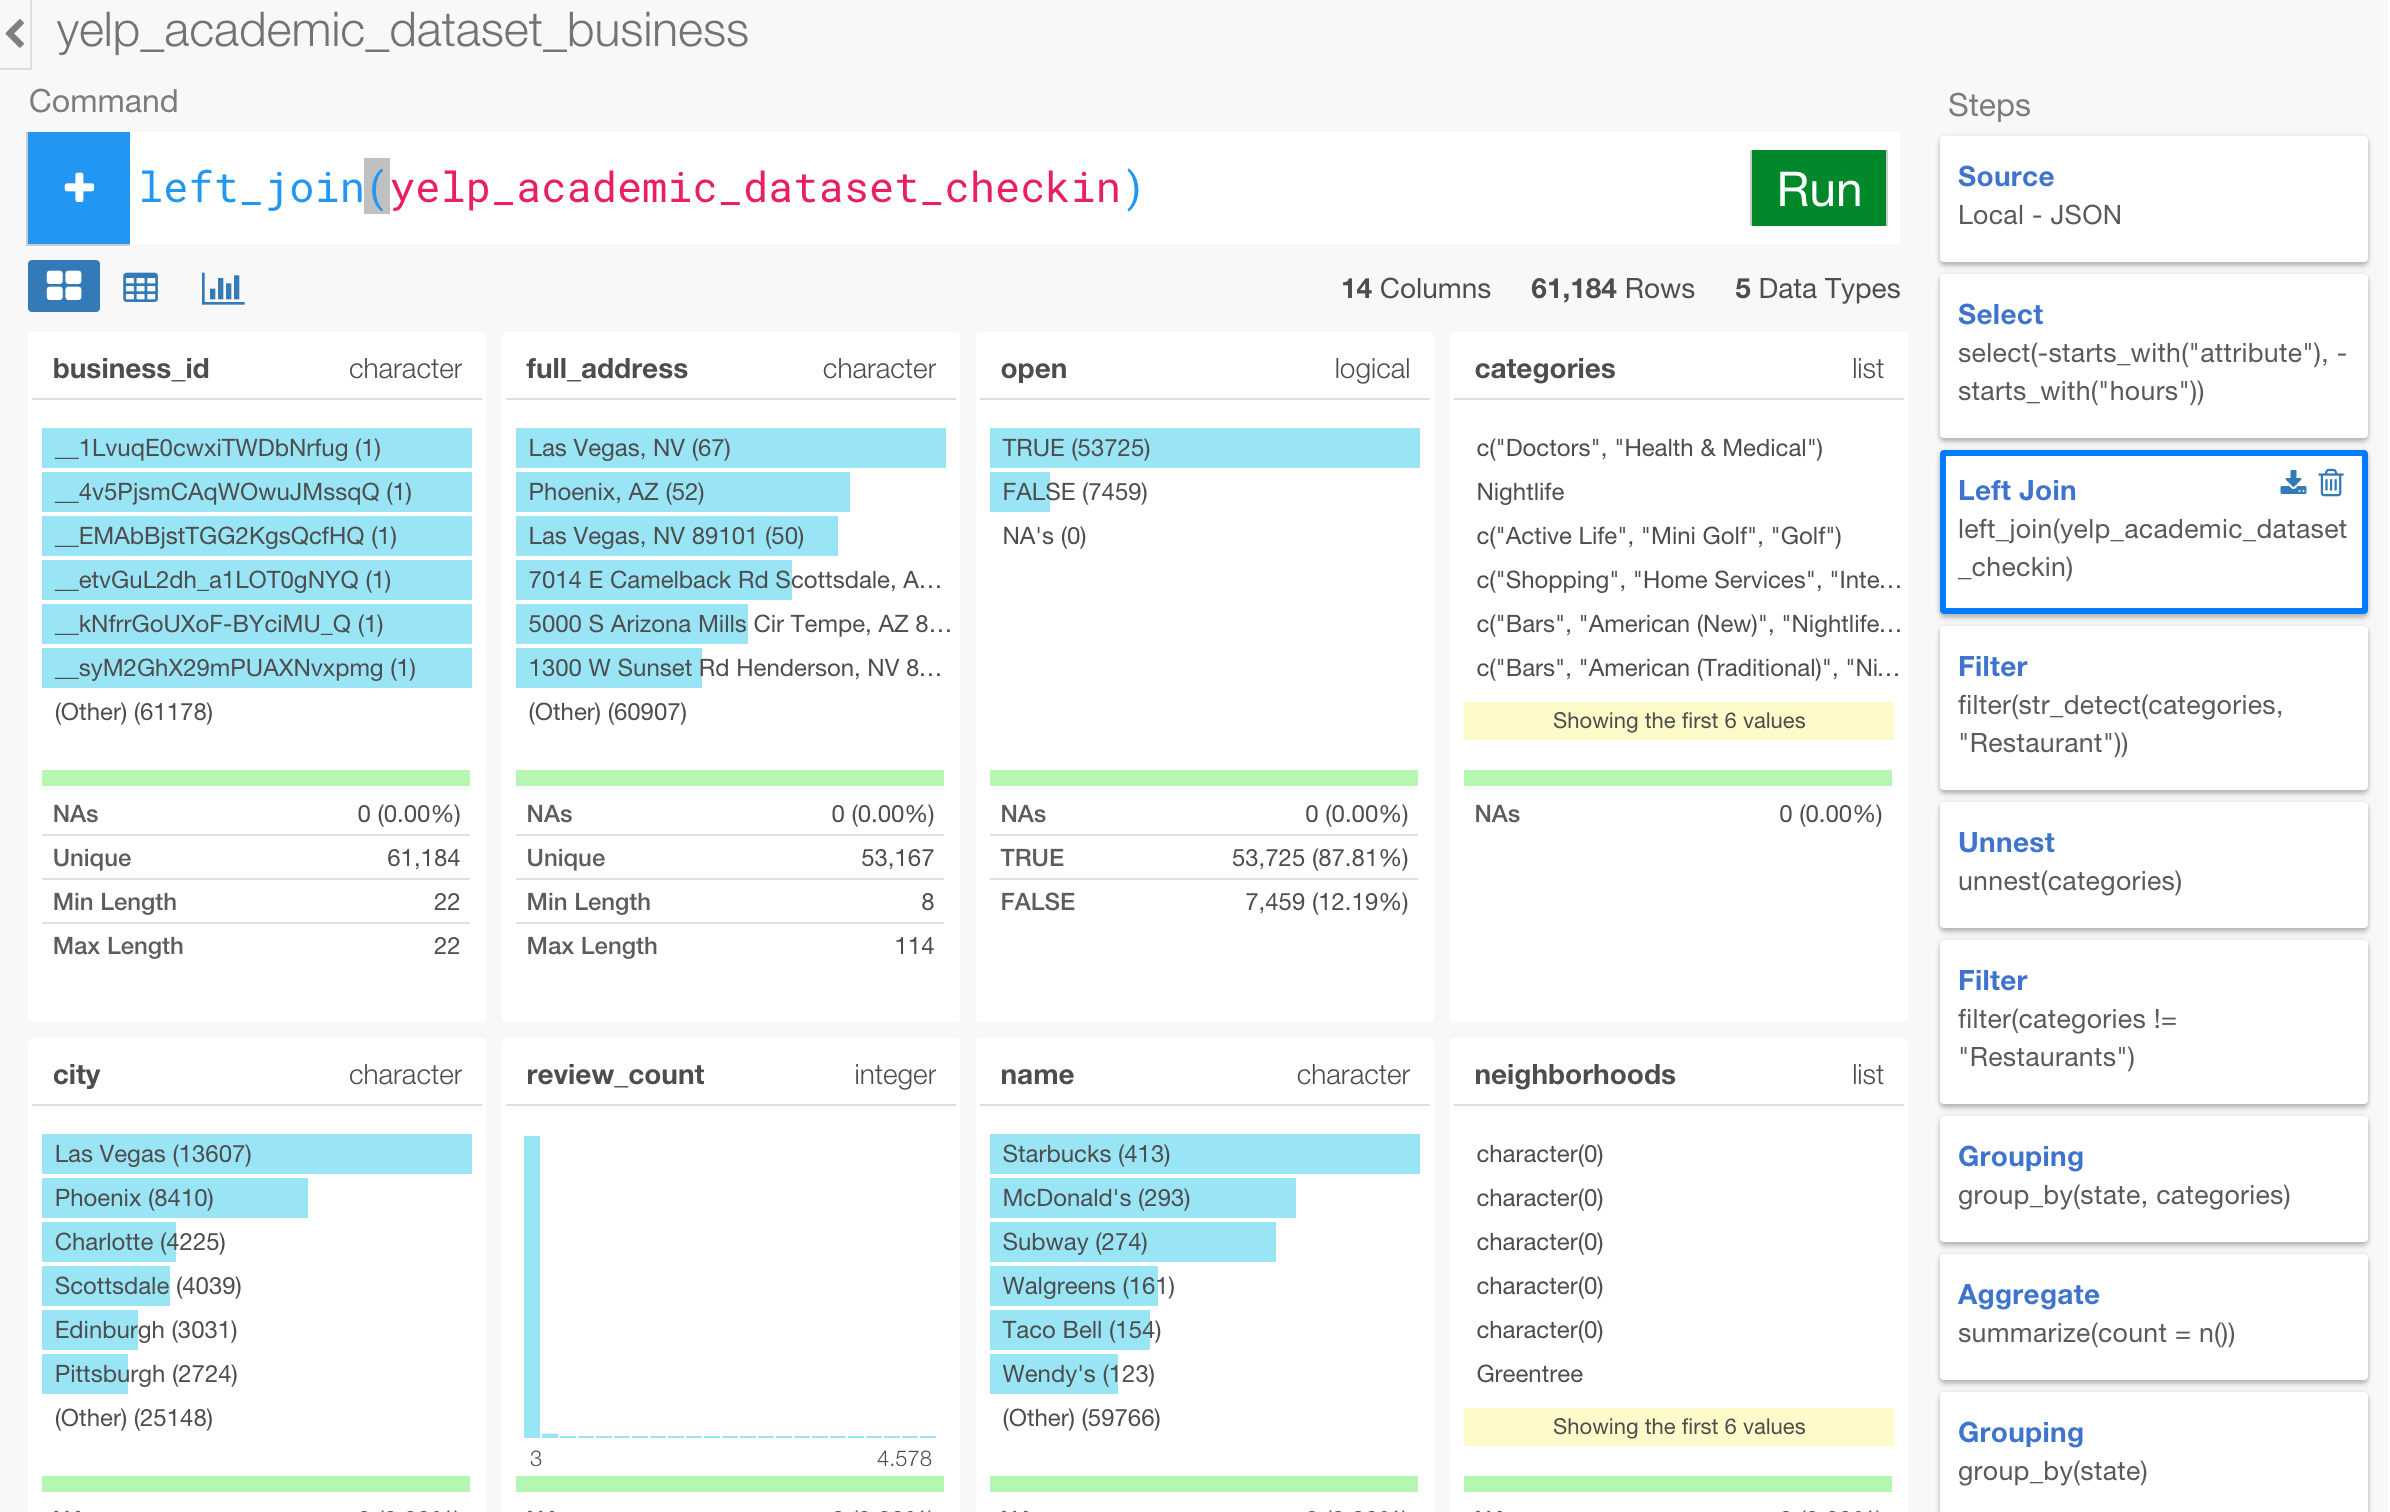 yelp_academic_dataset_business
Command
left_join(yelp_academic_dataset_checkin)
Run
14 Columns 61,184 Rows 5 Data Types
business_id character
__1LvuqE0cwxiTWDbNrfug (1)
__4v5PjsmCAqWOwuJMssqQ (1)
__EMAbBjstTGG2KgsQcfHQ (1)
__etvGuL2dh_a1LOT0gNYQ (1)
__kNfrrGoUXoF-BYciMU_Q (1)
__syM2GhX29mPUAXNvxpmg (1)
(Other) (61178)
NAs 0 (0.00%)
Unique 61,184
Min Length 22
Max Length 22
full_address character
Las Vegas, NV (67)
Phoenix, AZ (52)
Las Vegas, NV 89101 (50)
7014 E Camelback Rd Scottsdale, A...
5000 S Arizona Mills Cir Tempe, AZ 8...
1300 W Sunset Rd Henderson, NV 8...
(Other) (60907)
NAs 0 (0.00%)
Unique 53,167
Min Length 8
Max Length 114
open logical
TRUE (53725)
FALSE (7459)
NA's (0)
NAs 0 (0.00%)
TRUE 53,725 (87.81%)
FALSE 7,459 (12.19%)
categories list
c("Doctors", "Health & Medical")
Nightlife
c("Active Life", "Mini Golf", "Golf")
c("Shopping", "Home Services", "Inte...
c("Bars", "American (New)", "Nightlife...
c("Bars", "American (Traditional)", "Ni...
Showing the first 6 values
NAs 0 (0.00%)
city character
Las Vegas (13607)
Phoenix (8410)
Charlotte (4225)
Scottsdale (4039)
Edinburgh (3031)
Pittsburgh (2724)
(Other) (25148)
review_count integer
3 4.578
name character
Starbucks (413)
McDonald's (293)
Subway (274)
Walgreens (161)
Taco Bell (154)
Wendy's (123)
(Other) (59766)
neighborhoods list
character(0)
character(0)
character(0)
character(0)
character(0)
Greentree
Showing the first 6 values
Steps
Source
Local - JSON
Select
select(-starts_with("attribute"), -
starts_with("hours"))
Left Join
left_join(yelp_academic_dataset
_checkin)
Filter
filter(str_detect(categories,
"Restaurant"))
Unnest
unnest(categories)
Filter
filter(categories !=
"Restaurants")
Grouping
group_by(state, categories)
Aggregate
summarize(count = n())
Grouping
group_by(state)